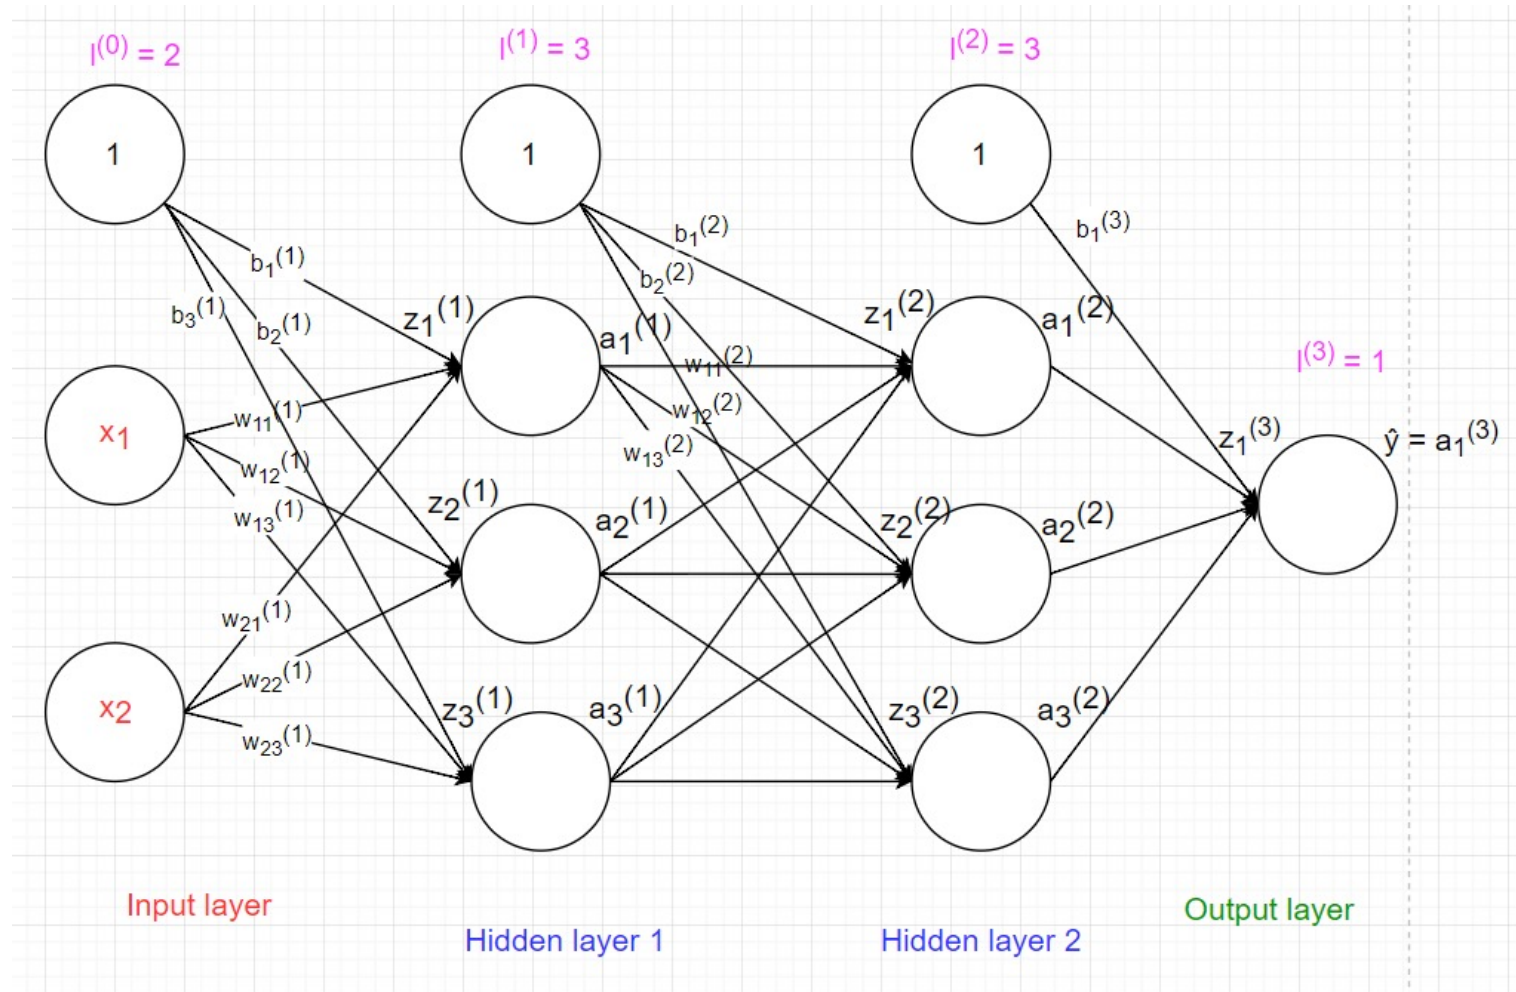 l⁽⁰⁾ = 2
l⁽¹⁾ = 3
l⁽²⁾ = 3
1
1
1
b₁⁽¹⁾
b₃⁽¹⁾
b₂⁽¹⁾
z₁⁽¹⁾
x₁
w₁₁⁽¹⁾
w₁₂⁽¹⁾
w₁₃⁽¹⁾
z₂⁽¹⁾
w₂₁⁽¹⁾
w₂₂⁽¹⁾
x₂
w₂₃⁽¹⁾
z₃⁽¹⁾
b₁⁽²⁾
b₂⁽²⁾
a₁⁽¹⁾
w₁₁⁽²⁾
w₁₂⁽²⁾
w₁₃⁽²⁾
a₂⁽¹⁾
a₃⁽¹⁾
z₁⁽²⁾
z₂⁽²⁾
z₃⁽²⁾
b₁⁽³⁾
a₁⁽²⁾
a₂⁽²⁾
a₃⁽²⁾
l⁽³⁾ = 1
z₁⁽³⁾
ŷ = a₁⁽³⁾
Input layer
Hidden layer 1
Hidden layer 2
Output layer